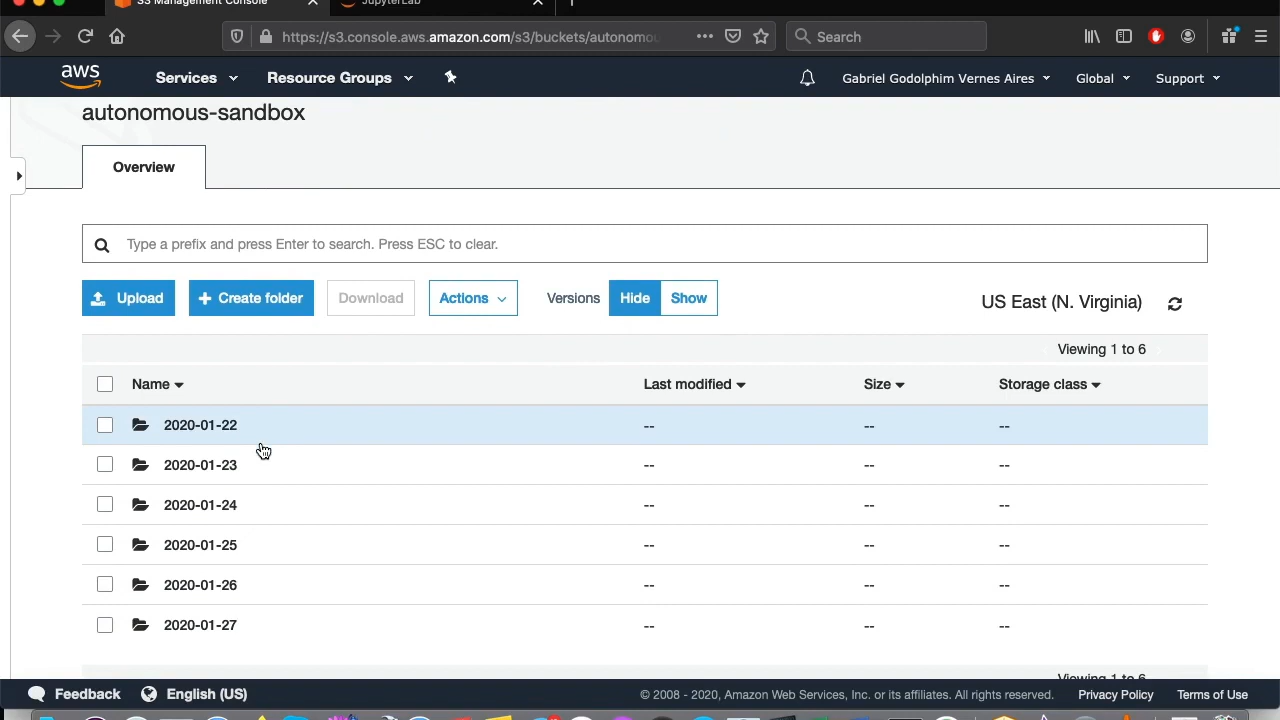 S3 Management Console
JupyterLab
https://s3.console.aws.amazon.com/s3/buckets/autonomou
Search
aws
Services
Resource Groups
Gabriel Godolphim Vernes Aires
Global
Support
autonomous-sandbox
Overview
Type a prefix and press Enter to search. Press ESC to clear.
Upload
Create folder
Download
Actions
Versions
Hide
Show
US East (N. Virginia)
Viewing 1 to 6
Name Last modified Size Storage class
2020-01-22 -- -- --
2020-01-23 -- -- --
2020-01-24 -- -- --
2020-01-25 -- -- --
2020-01-26 -- -- --
2020-01-27 -- -- --
Viewing 1 to 6
Feedback
English (US)
© 2008 - 2020, Amazon Web Services, Inc. or its affiliates. All rights reserved.
Privacy Policy
Terms of Use